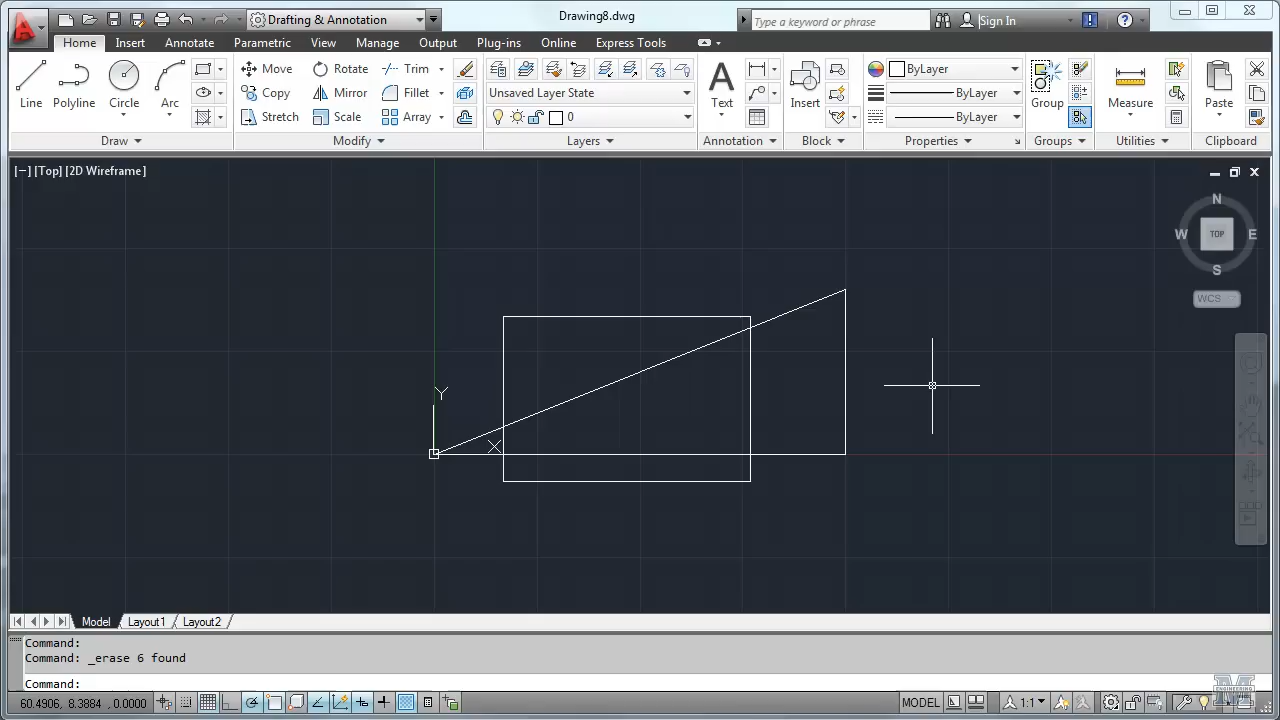 Drafting & Annotation
Drawing8.dwg
Type a keyword or phrase
Sign In
Home Insert Annotate Parametric View Manage Output Plug-ins Online Express Tools
Line Polyline Circle Arc
Move Rotate Trim
Copy Mirror Fillet
Stretch Scale Array
Unsaved Layer State
0
Text
Insert
ByLayer
ByLayer
ByLayer
Group
Measure
Paste
Draw Modify Layers Annotation Block Properties Groups Utilities Clipboard
[−] [Top] [2D Wireframe]
N
W TOP E
S
WCS
Y
X
Model Layout1 Layout2
Command:
Command: _erase 6 found
Command:
60.4906, 8.3884, 0.0000
MODEL
1:1
ENGINEERING